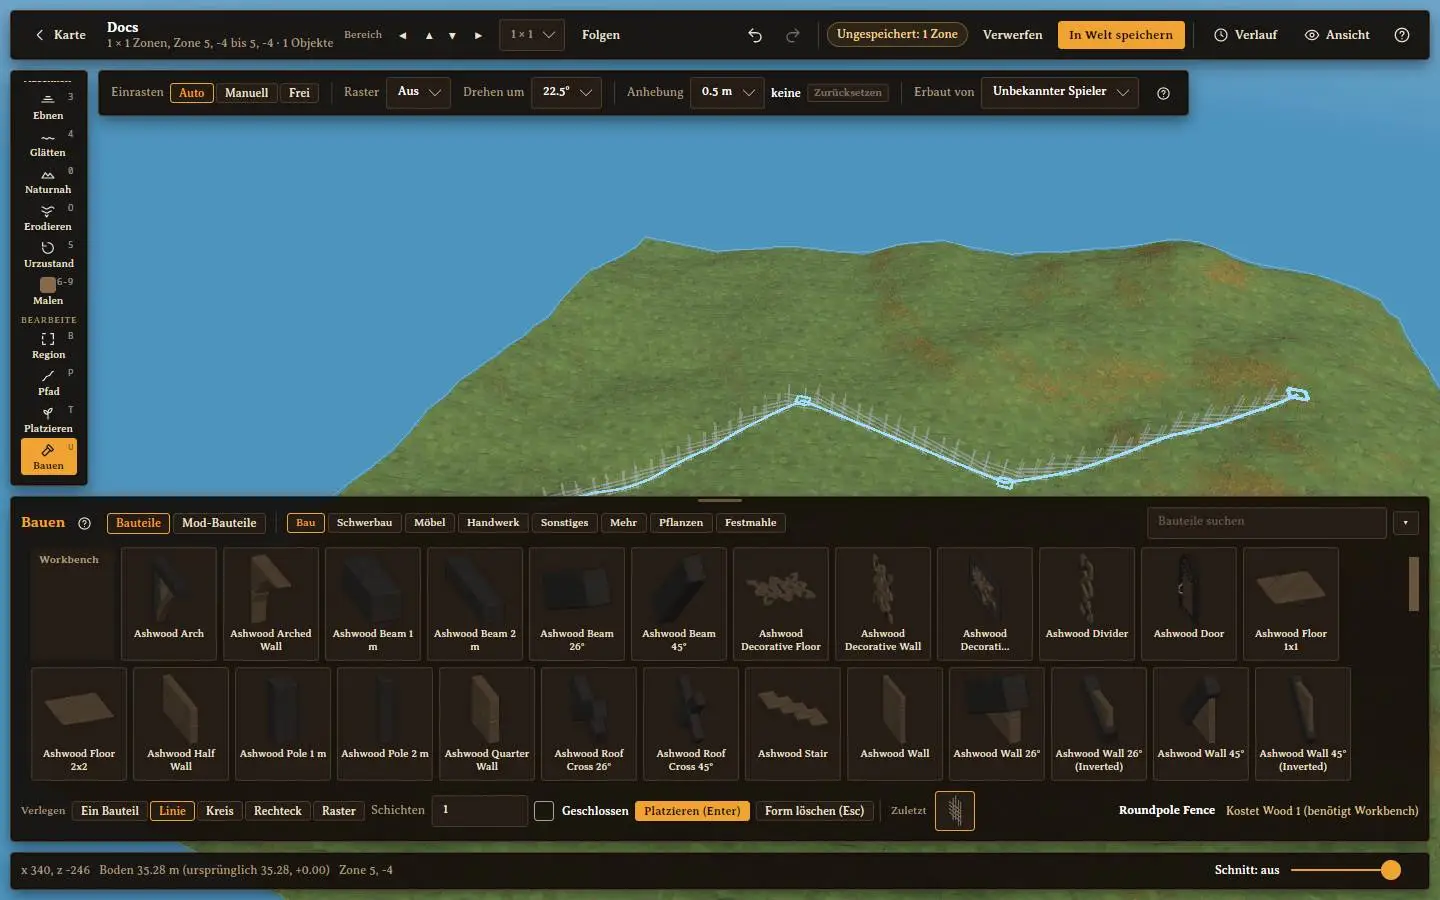 Karte
Docs
1 × 1 Zonen, Zone 5, -4 bis 5, -4 · 1 Objekte
Bereich
1 × 1
Folgen
Ungespeichert: 1 Zone
Verwerfen
In Welt speichern
Verlauf
Ansicht
3
Ebnen
4
Glätten
0
Naturnah
O
Erodieren
S
Urzustand
6-9
Malen
BEARBEITE
B
Region
P
Pfad
T
Platzieren
U
Bauen
Einrasten
Auto
Manuell
Frei
Raster
Aus
Drehen um
22.5°
Anhebung
0.5 m
keine
Zurücksetzen
Erbaut von
Unbekannter Spieler
Bauen
Bauteile
Mod-Bauteile
Bau
Schwerbau
Möbel
Handwerk
Sonstiges
Mehr
Pflanzen
Festmahle
Bauteile suchen
Workbench
Ashwood Arch
Ashwood Arched
Wall
Ashwood Beam 1
m
Ashwood Beam 2
m
Ashwood Beam
26°
Ashwood Beam
45°
Ashwood
Decorative Floor
Ashwood
Decorative Wall
Ashwood
Decorati...
Ashwood Divider
Ashwood Door
Ashwood Floor
1x1
Ashwood Floor
2x2
Ashwood Half
Wall
Ashwood Pole 1 m
Ashwood Pole 2 m
Ashwood Quarter
Wall
Ashwood Roof
Cross 26°
Ashwood Roof
Cross 45°
Ashwood Stair
Ashwood Wall
Ashwood Wall 26°
Ashwood Wall 26°
(Inverted)
Ashwood Wall 45°
Ashwood Wall 45°
(Inverted)
Verlegen
Ein Bauteil
Linie
Kreis
Rechteck
Raster
Schichten
1
Geschlossen
Platzieren (Enter)
Form löschen (Esc)
Zuletzt
Roundpole Fence
Kostet Wood 1 (benötigt Workbench)
x 340, z -246
Boden 35.28 m (ursprünglich 35.28, +0.00)
Zone 5, -4
Schnitt: aus